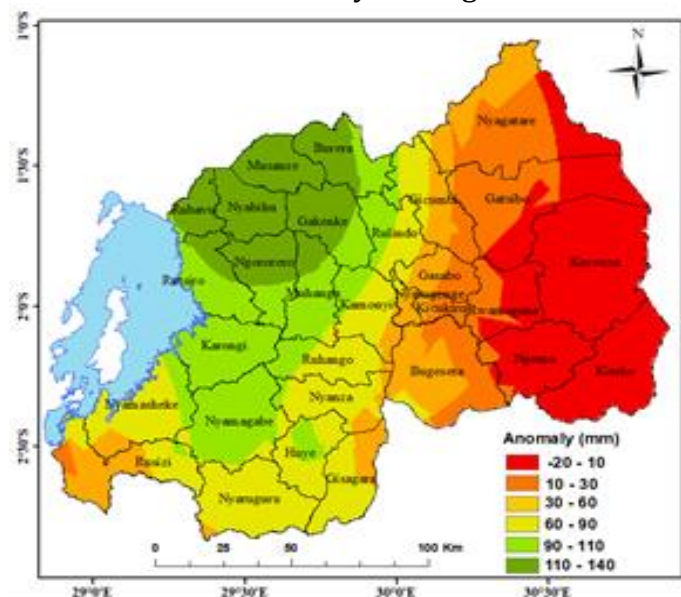 1°0'S
N
Nyagatare
Burera
Musanze
1°30'S
Gatsibo
Gicumbi
Rubavu
Nyabihu
Gakenke
Rulindo
Ngororero
Gasabo
Kayonza
Rutsiro
Muhanga
Kamonyi
2°0'S
Karongi
Ruhango
Bugesera
Ngoma
Kirehe
Nyamasheke
Nyanza
Nyamagabe
2°30'S
Rusizi
Huye
Gisagara
Nyaruguru
Anomaly (mm)
-20 - 10
10 - 30
30 - 60
60 - 90
90 - 110
110 - 140
0 25 50 100 Km
29°0'E 29°30'E 30°0'E 30°30'E